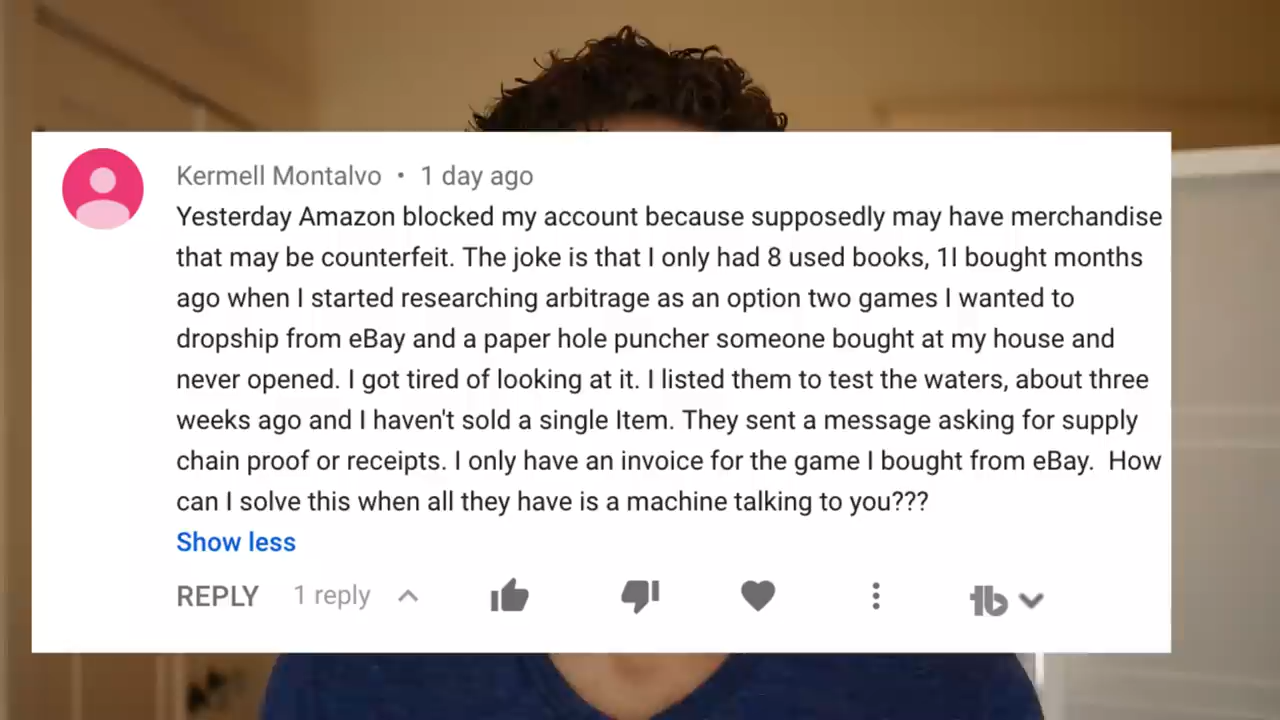 Kermell Montalvo • 1 day ago
Yesterday Amazon blocked my account because supposedly may have merchandise
that may be counterfeit. The joke is that I only had 8 used books, 1I bought months
ago when I started researching arbitrage as an option two games I wanted to
dropship from eBay and a paper hole puncher someone bought at my house and
never opened. I got tired of looking at it. I listed them to test the waters, about three
weeks ago and I haven't sold a single Item. They sent a message asking for supply
chain proof or receipts. I only have an invoice for the game I bought from eBay.  How
can I solve this when all they have is a machine talking to you???
Show less
REPLY 1 reply